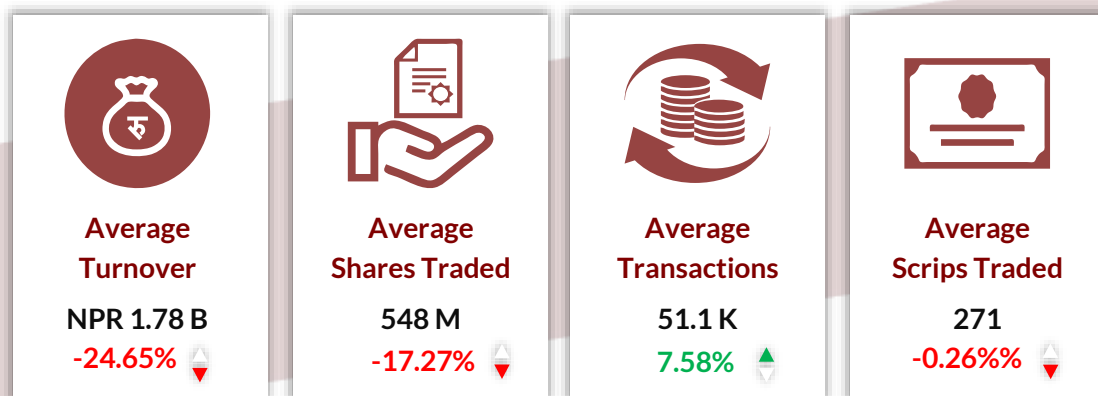 रु
Average
Turnover
NPR 1.78 B
-24.65%
Average
Shares Traded
548 M
-17.27%
Average
Transactions
51.1 K
7.58%
Average
Scrips Traded
271
-0.26%%